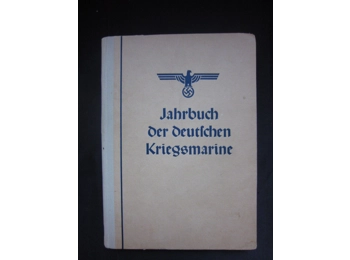 Jahrbuch
der deutſchen
Kriegsmarine